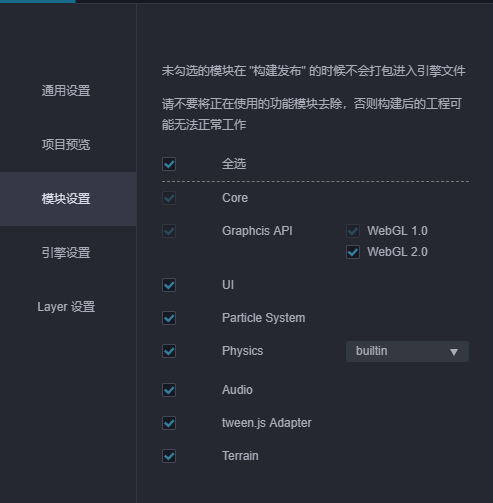 通用设置
项目预览
模块设置
引擎设置
Layer 设置
未勾选的模块在 "构建发布" 的时候不会打包进入引擎文件
请不要将正在使用的功能模块去除，否则构建后的工程可
能无法正常工作
全选
Core
Graphcis API
WebGL 1.0
WebGL 2.0
UI
Particle System
Physics
builtin
Audio
tween.js Adapter
Terrain